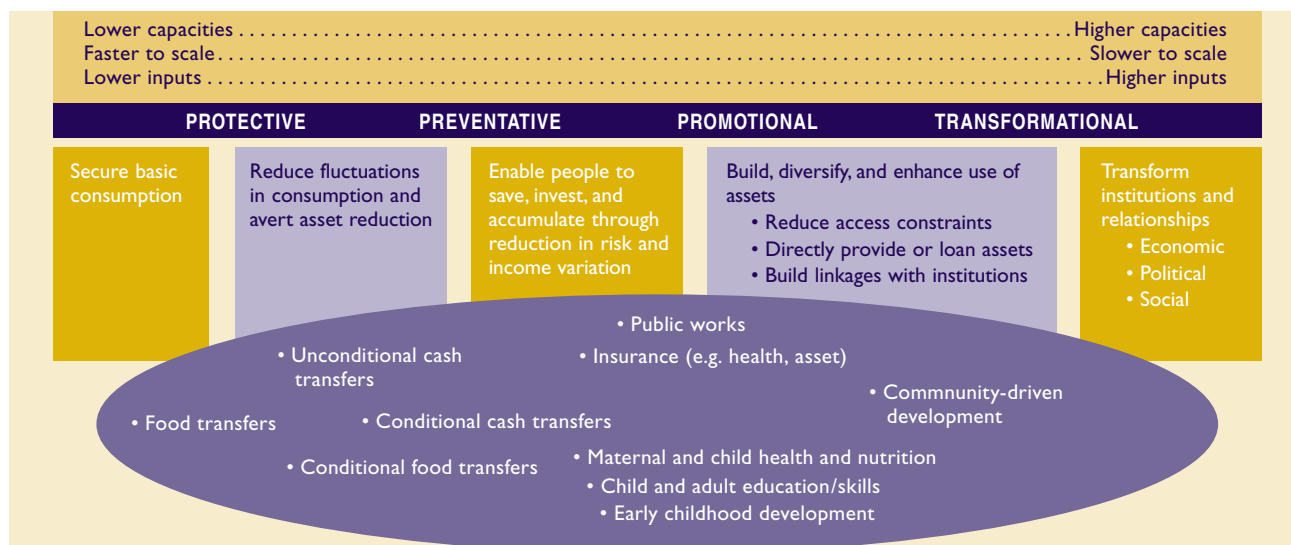 Lower capacities . . . . . . . . . . . . . . . . . . . . . . . . . . . . . . . . . . . . . . . . . . . . . . . . . . . . . . . . . . . . . . . . . . . . . . . . . . . . . . Higher capacities
Faster to scale . . . . . . . . . . . . . . . . . . . . . . . . . . . . . . . . . . . . . . . . . . . . . . . . . . . . . . . . . . . . . . . . . . . . . . . . . . . . . . . . . Slower to scale
Lower inputs . . . . . . . . . . . . . . . . . . . . . . . . . . . . . . . . . . . . . . . . . . . . . . . . . . . . . . . . . . . . . . . . . . . . . . . . . . . . . . . . . . . . Higher inputs
PROTECTIVE PREVENTATIVE PROMOTIONAL TRANSFORMATIONAL
Secure basic
consumption
Reduce fluctuations
in consumption and
avert asset reduction
Enable people to
save, invest, and
accumulate through
reduction in risk and
income variation
Build, diversify, and enhance use of
assets
• Reduce access constraints
• Directly provide or loan assets
• Build linkages with institutions
Transform
institutions and
relationships
• Economic
• Political
• Social
• Public works
• Unconditional cash
transfers
• Insurance (e.g. health, asset)
• Commnunity-driven
development
• Food transfers
• Conditional cash transfers
• Conditional food transfers
• Maternal and child health and nutrition
• Child and adult education/skills
• Early childhood development